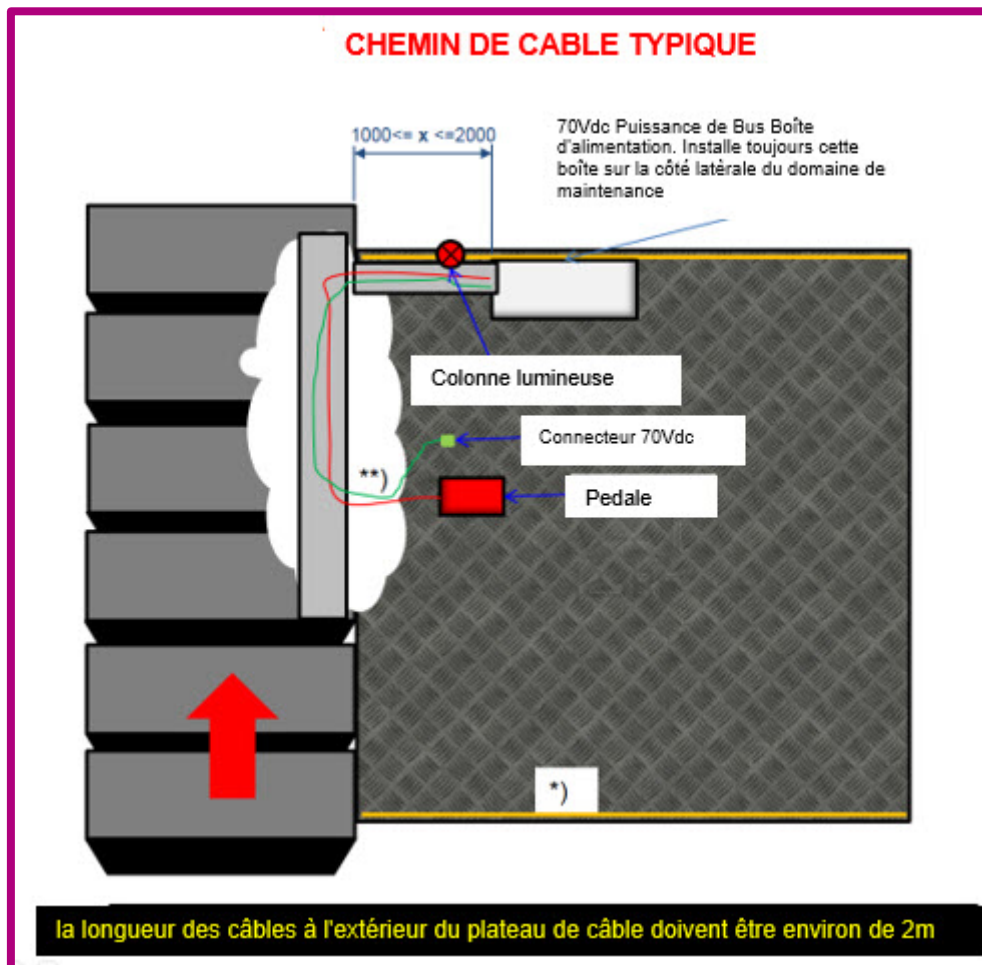 CHEMIN DE CABLE TYPIQUE
1000<= x <=2000
70Vdc Puissance de Bus Boîte
d'alimentation. Installe toujours cette
boîte sur la côté latèrale du domaine de
maintenance
Colonne lumineuse
Connecteur 70Vdc
**)
Pedale
*)
la longueur des câbles à l'extérieur du plateau de câble doivent être environ de 2m